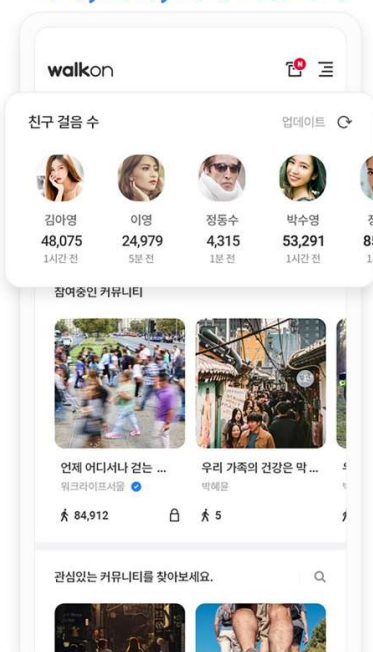 walkon
N
친구 걸음 수
업데이트
김아영 이영 정동수 박수영
48,075 24,979 4,315 53,291
1시간 전 5분 전 1분 전 1시간 전
참여중인 커뮤니티
언제 어디서나 걷는 ... 우리 가족의 건강은 막 ...
워크라이프서울 박혜윤
84,912 5
관심있는 커뮤니티를 찾아보세요.